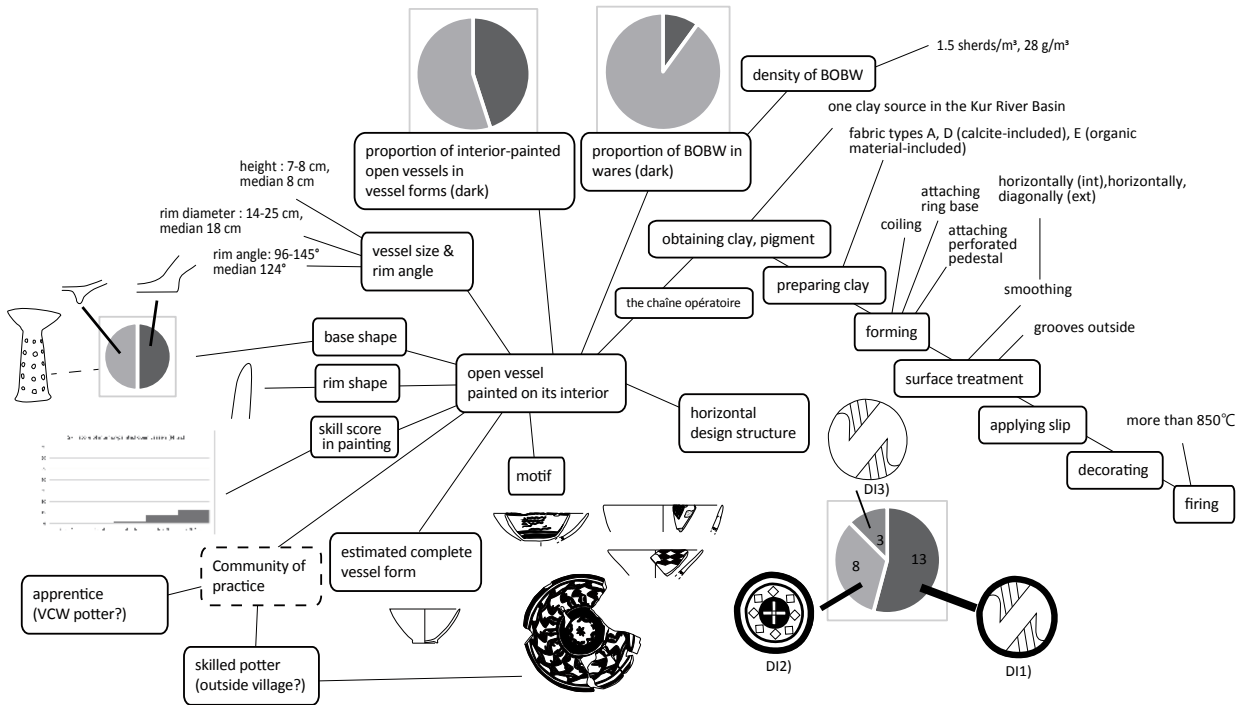 1.5 sherds/m³, 28 g/m³
density of BOBW
one clay source in the Kur River Basin
fabric types A, D (calcite-included), E (organic
material-included)
proportion of interior-painted
open vessels in
vessel forms (dark)
proportion of BOBW in
wares (dark)
height : 7-8 cm,
median 8 cm
rim diameter : 14-25 cm,
median 18 cm
rim angle: 96-145°
median 124°
vessel size &
rim angle
obtaining clay, pigment
coiling
attaching
ring base
attaching
perforated
pedestal
horizontally (int),horizontally,
diagonally (ext)
preparing clay
smoothing
the chaîne opératoire
forming
grooves outside
base shape
rim shape
open vessel
painted on its interior
surface treatment
skill score
in painting
horizontal
design structure
applying slip
more than 850℃
decorating
firing
motif
DI3)
3
8
13
Community of
practice
estimated complete
vessel form
apprentice
(VCW potter?)
skilled potter
(outside village?)
DI2)
DI1)